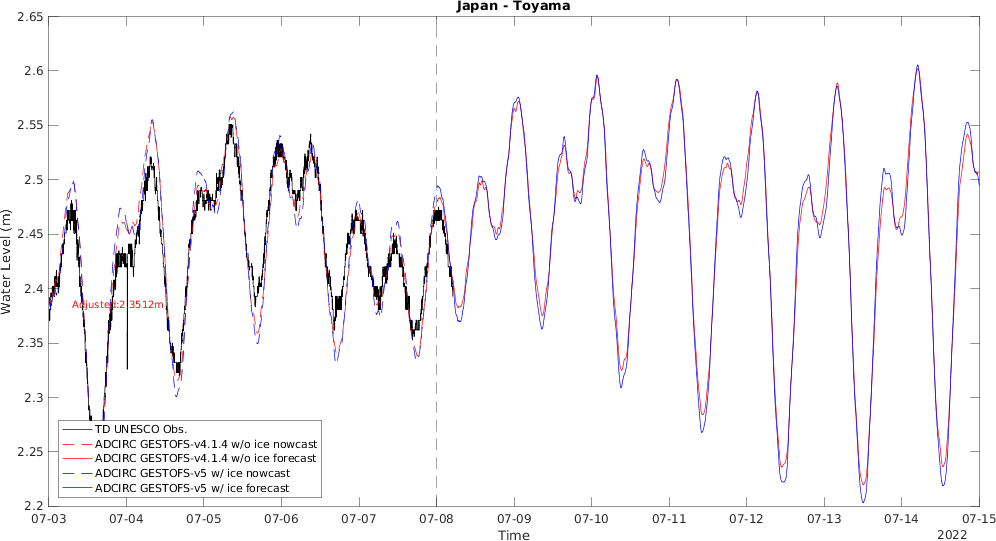 Japan - Toyama
2.65
2.6
2.55
2.5
2.45
2.4
2.35
2.3
2.25
2.2
Water Level (m)
Adjusted:2.3512m
TD UNESCO Obs.
ADCIRC GESTOFS-v4.1.4 w/o ice nowcast
ADCIRC GESTOFS-v4.1.4 w/o ice forecast
ADCIRC GESTOFS-v5 w/ ice nowcast
ADCIRC GESTOFS-v5 w/ ice forecast
07-03 07-04 07-05 07-06 07-07 07-08 07-09 07-10 07-11 07-12 07-13 07-14 07-15
Time
2022